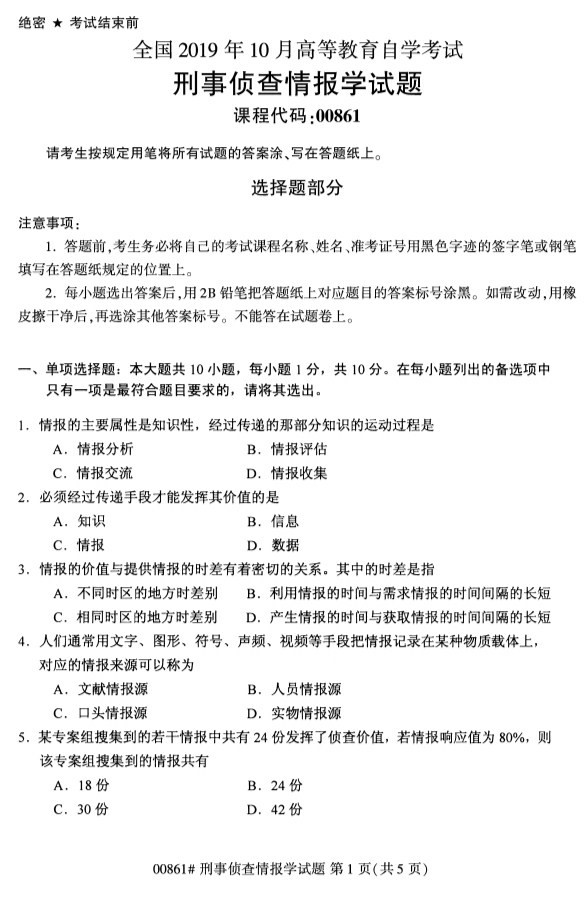 绝密 ★ 考试结束前
全国 2019 年 10 月高等教育自学考试
刑事侦查情报学试题
课程代码:00861
请考生按规定用笔将所有试题的答案涂、写在答题纸上。
选择题部分
注意事项:
1. 答题前,考生务必将自己的考试课程名称、姓名、准考证号用黑色字迹的签字笔或钢笔
填写在答题纸规定的位置上。
2. 每小题选出答案后,用 2B 铅笔把答题纸上对应题目的答案标号涂黑。如需改动,用橡
皮擦干净后,再选涂其他答案标号。不能答在试题卷上。
一、单项选择题：本大题共 10 小题，每小题 1 分，共 10 分。在每小题列出的备选项中
只有一项是最符合题目要求的，请将其选出。
1．情报的主要属性是知识性，经过传递的那部分知识的运动过程是
A．情报分析 B．情报评估
C．情报交流 D．情报收集
2．必须经过传递手段才能发挥其价值的是
A．知识 B．信息
C．情报 D．数据
3．情报的价值与提供情报的时差有着密切的关系。其中的时差是指
A．不同时区的地方时差别 B．利用情报的时间与需求情报的时间间隔的长短
C．相同时区的地方时差别 D．产生情报的时间与获取情报的时间间隔的长短
4．人们通常用文字、图形、符号、声频、视频等手段把情报记录在某种物质载体上，
对应的情报来源可以称为
A．文献情报源 B．人员情报源
C．口头情报源 D．实物情报源
5．某专案组搜集到的若干情报中共有 24 份发挥了侦查价值，若情报响应值为 80%，则
该专案组搜集到的情报共有
A．18 份 B．24 份
C．30 份 D．42 份
00861# 刑事侦查情报学试题 第 1 页(共 5 页)